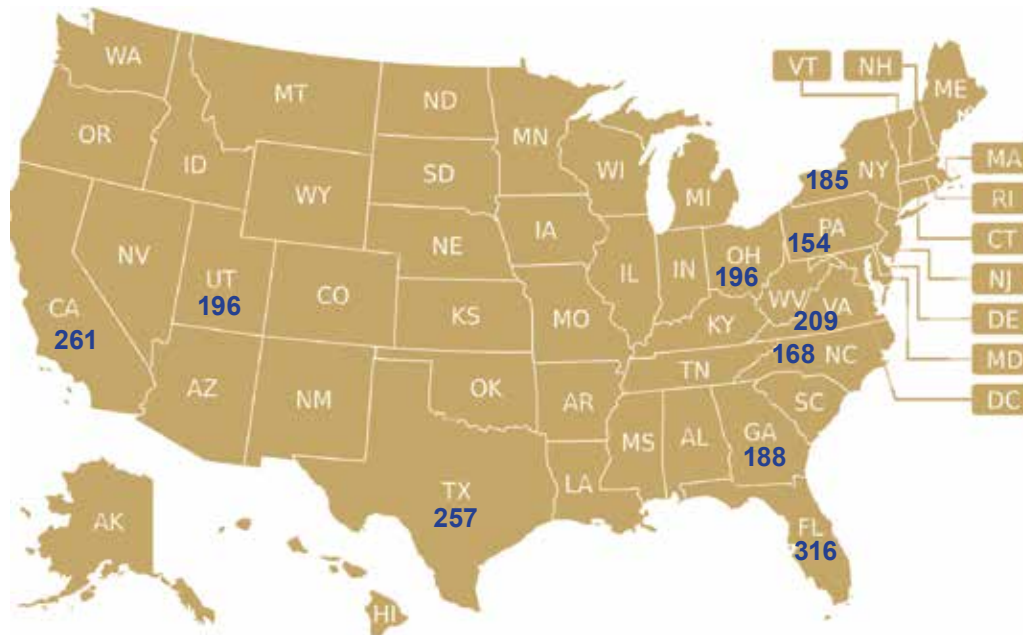 WA
MT
ND
MN
VT
NH
ME
OR
ID
SD
WI
MI
NY
185
MA
RI
WY
IA
NE
PA
154
CT
NV
UT
196
CO
IL
IN
OH
196
NJ
CA
261
KS
MO
KY
WV
VA
209
DE
MD
AZ
NM
OK
AR
TN
168
NC
DC
SC
MS
AL
GA
188
TX
257
LA
AK
FL
316
HI